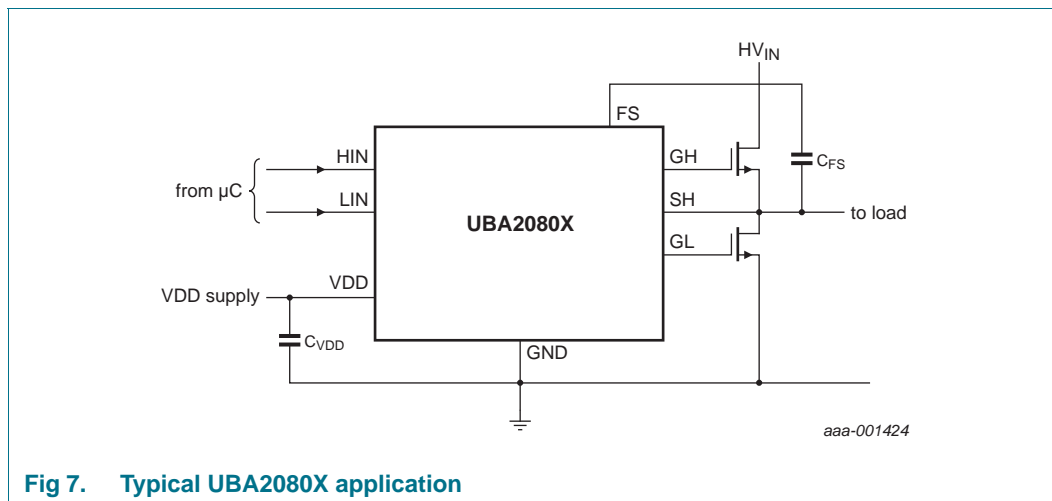 HV_IN
FS
HIN
GH
C_FS
from µC
LIN
SH
to load
UBA2080X
GL
VDD
VDD supply
C_VDD
GND
aaa-001424
Fig 7. Typical UBA2080X application